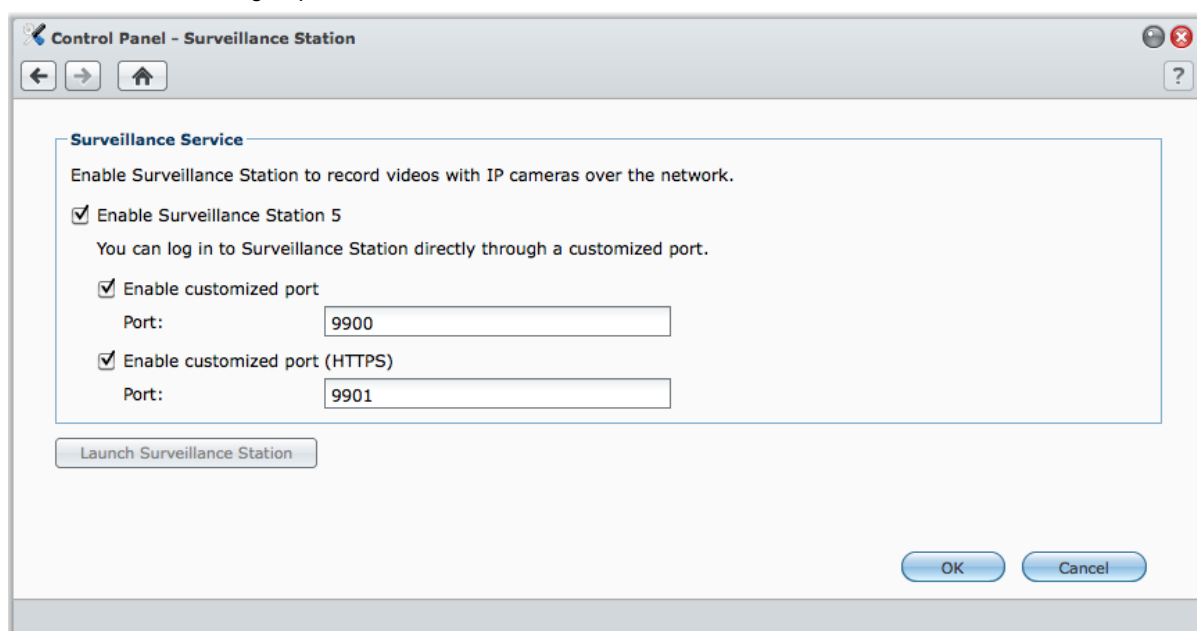 Control Panel - Surveillance Station
?
Surveillance Service
Enable Surveillance Station to record videos with IP cameras over the network.
Enable Surveillance Station 5
You can log in to Surveillance Station directly through a customized port.
Enable customized port
Port: 9900
Enable customized port (HTTPS)
Port: 9901
Launch Surveillance Station
OK Cancel